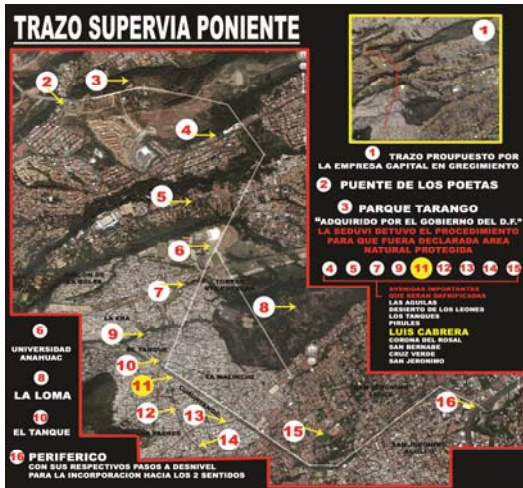 TRAZO SUPERVIA PONIENTE
1
2
3
4
5
6
7
8
9
10
11
12
13
14
15
16
LA ERA
EL TANQUE
LA MALINCHE
1 TRAZO PROUPUESTO POR
LA EMPRESA CAPITAL EN CREGIMIENTO
2 PUENTE DE LOS POETAS
3 PARQUE TARANGO
"ADQUIRIDO POR EL GOBIERNO DEL D.F."
LA SEDUVI DETUVO EL PROCEDIMIENTO
PARA QUE FUERA DECLARADA AREA
NATURAL PROTEGIDA
4 5 7 9 11 12 13 14 15
AVENIDAS IMPORTANTES
QUE SERAN DAFNIFICADAS
LAS AGUILAS
DESIERTO DE LOS LEONES
LOS TANQUES
PIRULES
LUIS CABRERA
CORONA DEL ROSAL
SAN BERNABE
CRUZ VERDE
SAN JERONIMO
6
UNIVERSIDAD
ANAHUAC
8
LA LOMA
10
EL TANQUE
16 PERIFERICO
CON SUS RESPECTIVOS PASOS A DESNIVEL
PARA LA INCORPORACION HACIA LOS 2 SENTIDOS